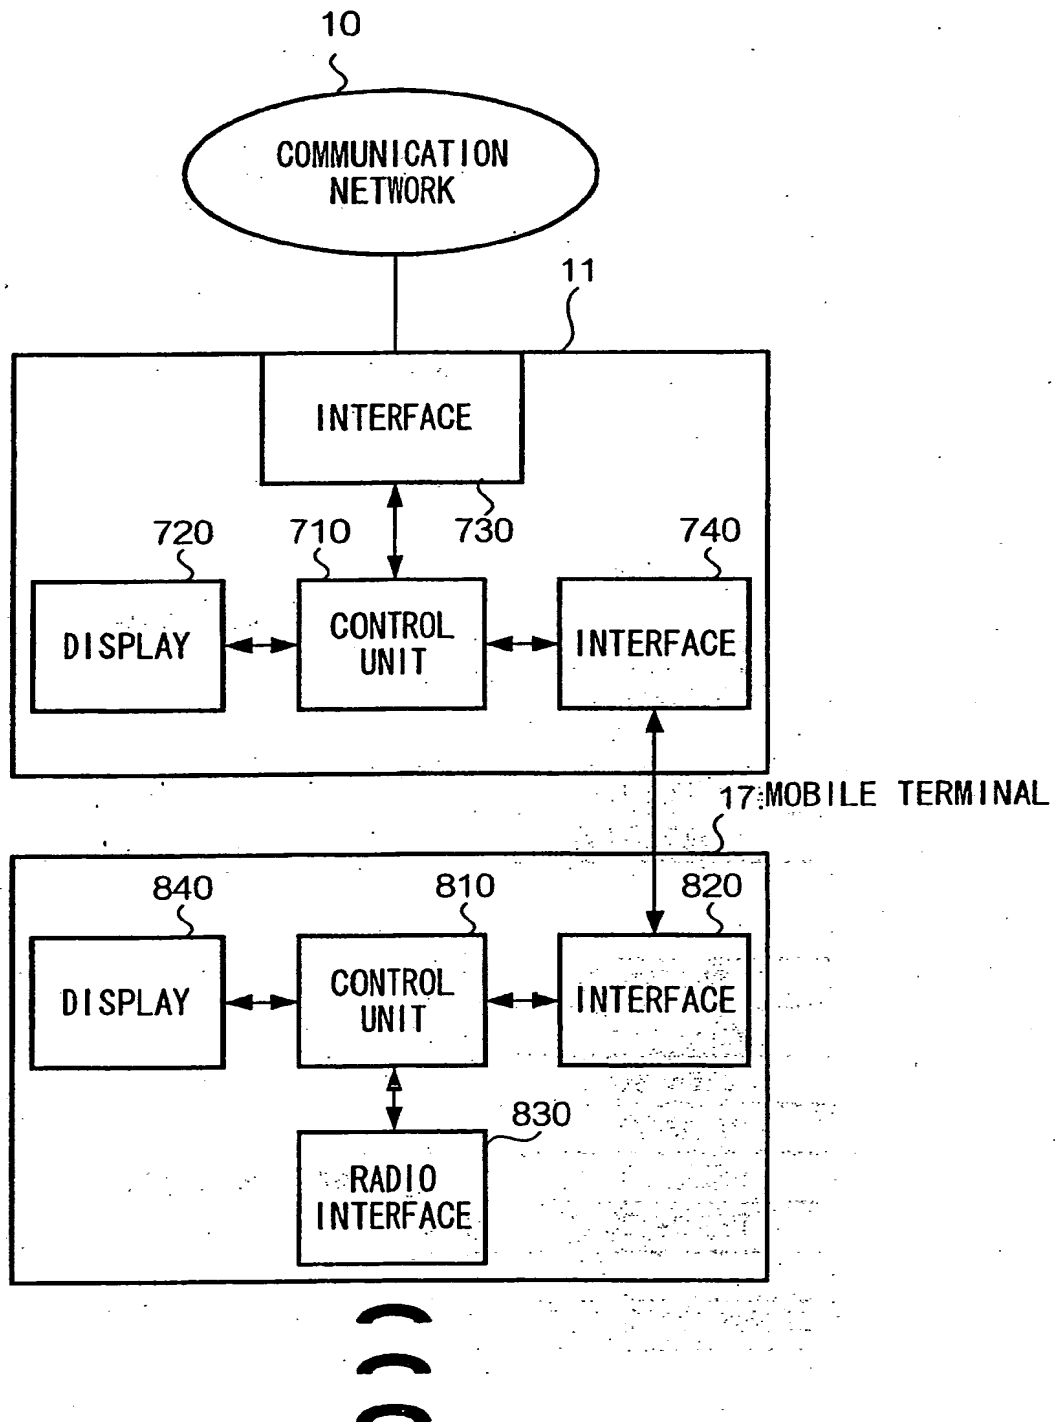 10
COMMUNICATION
NETWORK
11
INTERFACE
720
710
730
740
DISPLAY
CONTROL
UNIT
INTERFACE
17:MOBILE TERMINAL
840
810
820
DISPLAY
CONTROL
UNIT
INTERFACE
830
RADIO
INTERFACE